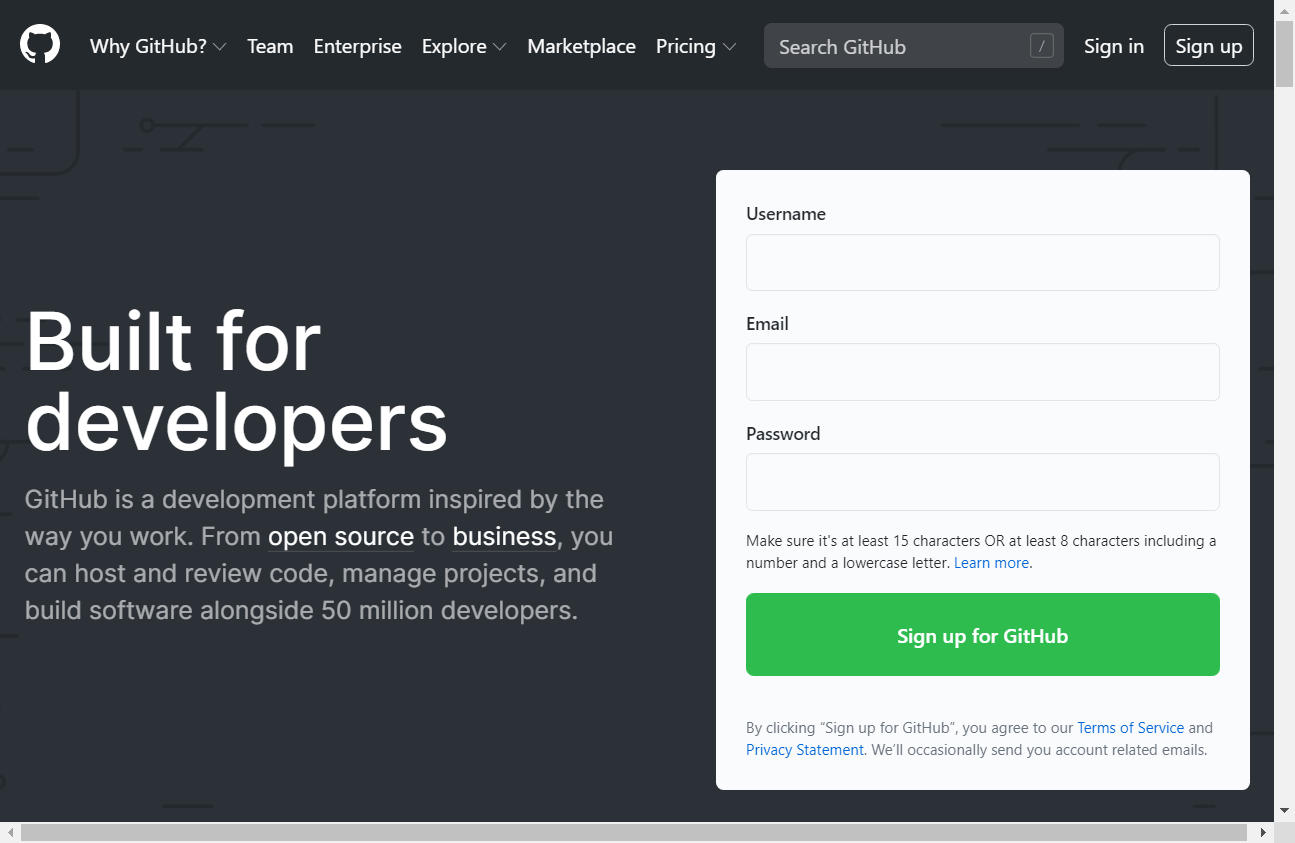 Why GitHub? Team Enterprise Explore Marketplace Pricing Search GitHub / Sign in Sign up
Built for
developers
GitHub is a development platform inspired by the
way you work. From open source to business, you
can host and review code, manage projects, and
build software alongside 50 million developers.
Username
Email
Password
Make sure it's at least 15 characters OR at least 8 characters including a
number and a lowercase letter. Learn more.
Sign up for GitHub
By clicking “Sign up for GitHub”, you agree to our Terms of Service and
Privacy Statement. We’ll occasionally send you account related emails.